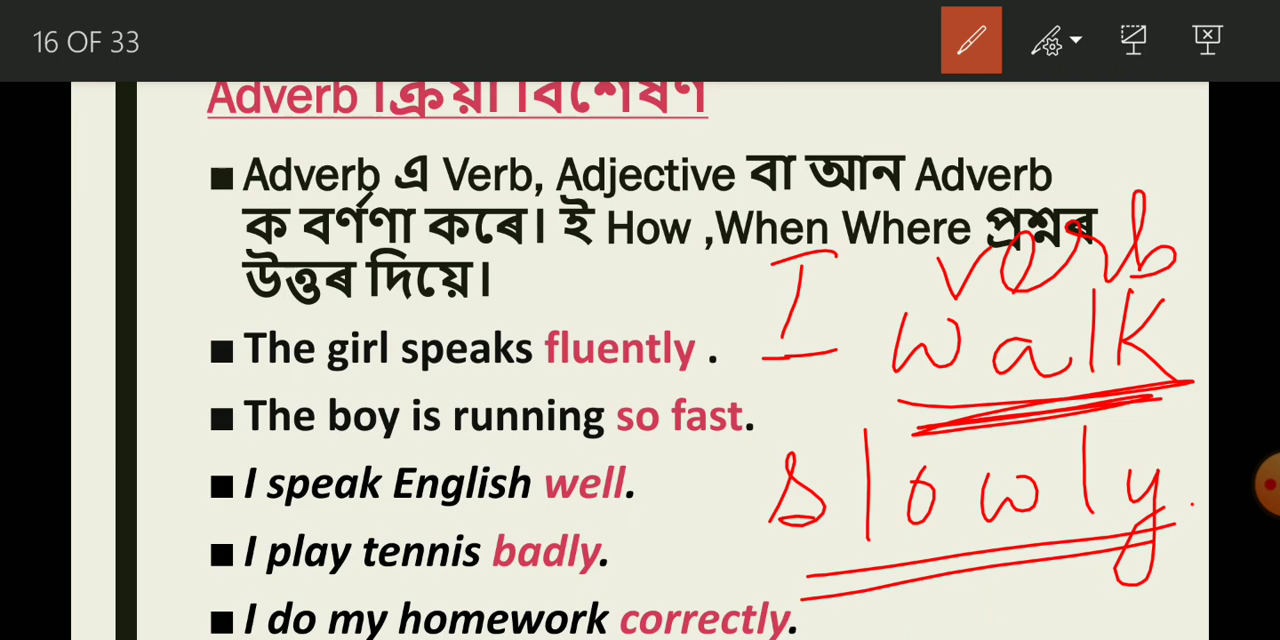 16 OF 33
Adverb ক্ৰিয়া বিশেষণ
■ Adverb এ Verb, Adjective বা আন Adverb
ক বৰ্ণণা কৰে। ই How ,When Where প্ৰশ্নৰ
উত্তৰ দিয়ে।
■ The girl speaks fluently .
■ The boy is running so fast.
■ I speak English well.
■ I play tennis badly.
■ I do my homework correctly.
verb
I walk
slowly.